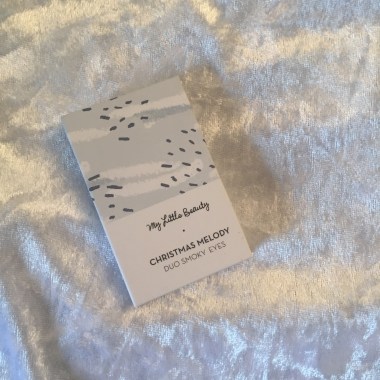 My Little Beauty
CHRISTMAS MELODY
DUO SMOKY EYES